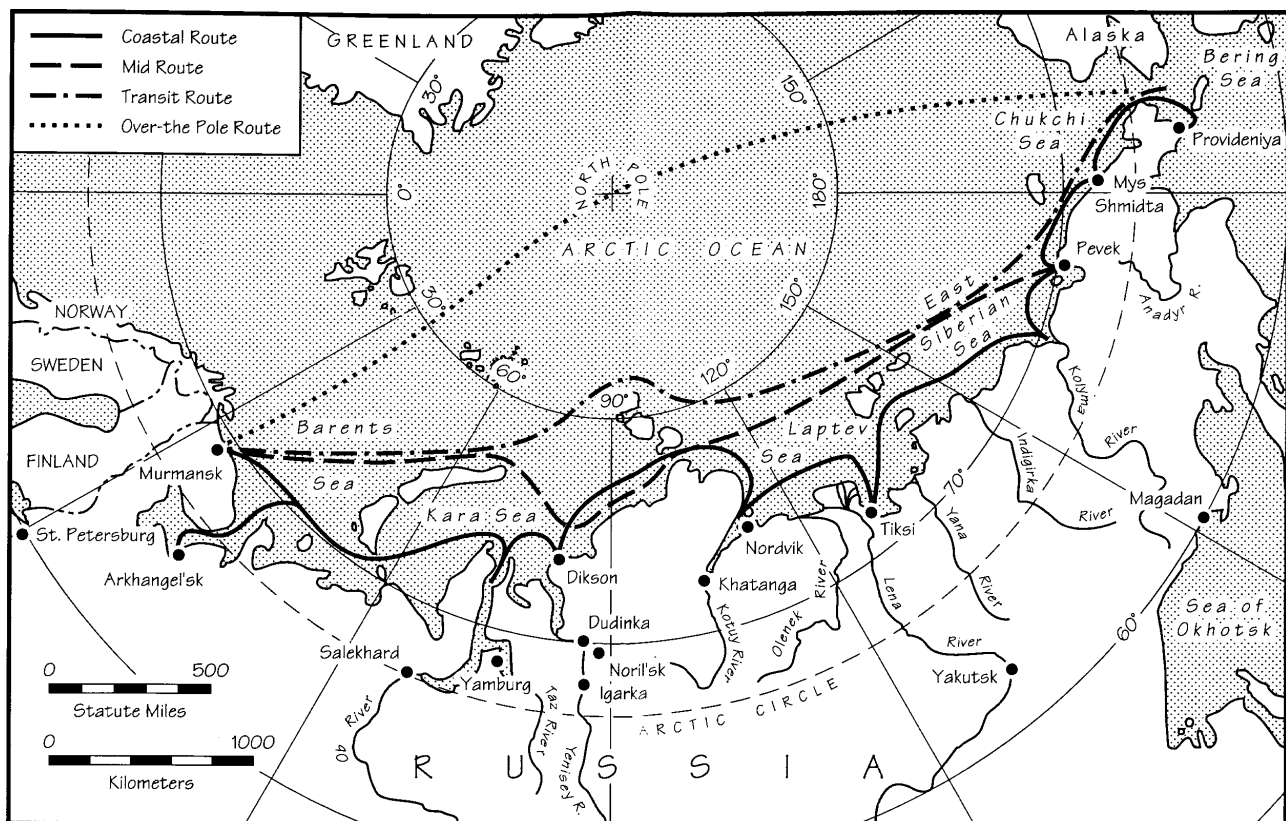 Coastal Route
Mid Route
Transit Route
Over-the Pole Route
GREENLAND
Alaska
Bering
Sea
30°
150°
Chukchi
Sea
Provideniya
NORTH POLE
0°
180°
Mys
Shmidta
ARCTIC OCEAN
Pevek
30°
150°
East
Siberian
Sea
Anadyr R.
NORWAY
SWEDEN
60°
90°
120°
Kolyma
River
Barents
Sea
Laptev
Sea
FINLAND
Murmansk
Indigirka
River
70°
Magadan
Kara Sea
St. Petersburg
Arkhangel'sk
Dikson
Nordvik
Tiksi
Yana
River
Khatanga
Olenek
River
Lena
River
Kotuy River
Sea of
Okhotsk
60°
Dudinka
Salekhard
Noril'sk
Yamburg
Igarka
Yakutsk
0 500
Statute Miles
River
Kaz River
Yenisey R.
ARCTIC CIRCLE
40
0 1000
Kilometers
RUSSIA